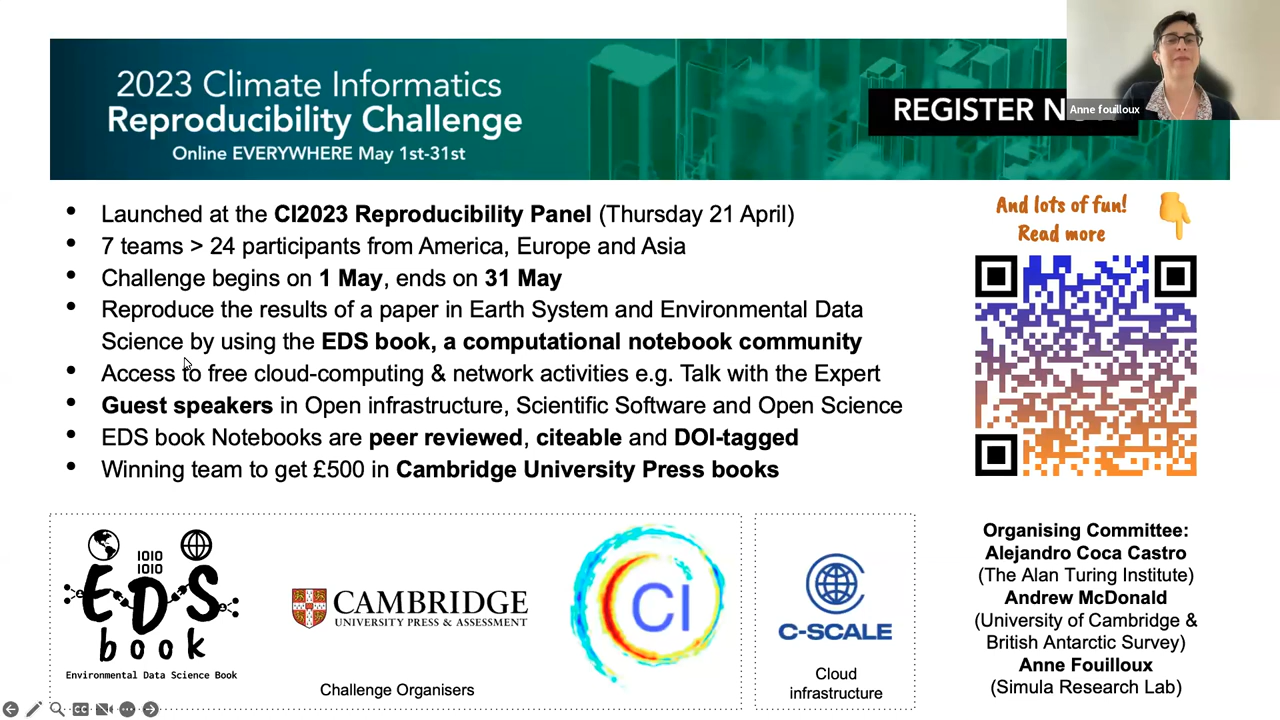 2023 Climate Informatics
Reproducibility Challenge
Online EVERYWHERE May 1st-31st
REGISTER
Anne fouilloux
• Launched at the CI2023 Reproducibility Panel (Thursday 21 April)
• 7 teams > 24 participants from America, Europe and Asia
• Challenge begins on 1 May, ends on 31 May
• Reproduce the results of a paper in Earth System and Environmental Data
Science by using the EDS book, a computational notebook community
• Access to free cloud-computing & network activities e.g. Talk with the Expert
• Guest speakers in Open infrastructure, Scientific Software and Open Science
• EDS book Notebooks are peer reviewed, citeable and DOI-tagged
• Winning team to get £500 in Cambridge University Press books
And lots of fun!
Read more
IOIO
IOIO
EDS
book
Environmental Data Science Book
CAMBRIDGE
UNIVERSITY PRESS & ASSESSMENT
Challenge Organisers
CI
C-SCALE
Cloud
infrastructure
Organising Committee:
Alejandro Coca Castro
(The Alan Turing Institute)
Andrew McDonald
(University of Cambridge &
British Antarctic Survey)
Anne Fouilloux
(Simula Research Lab)
CC